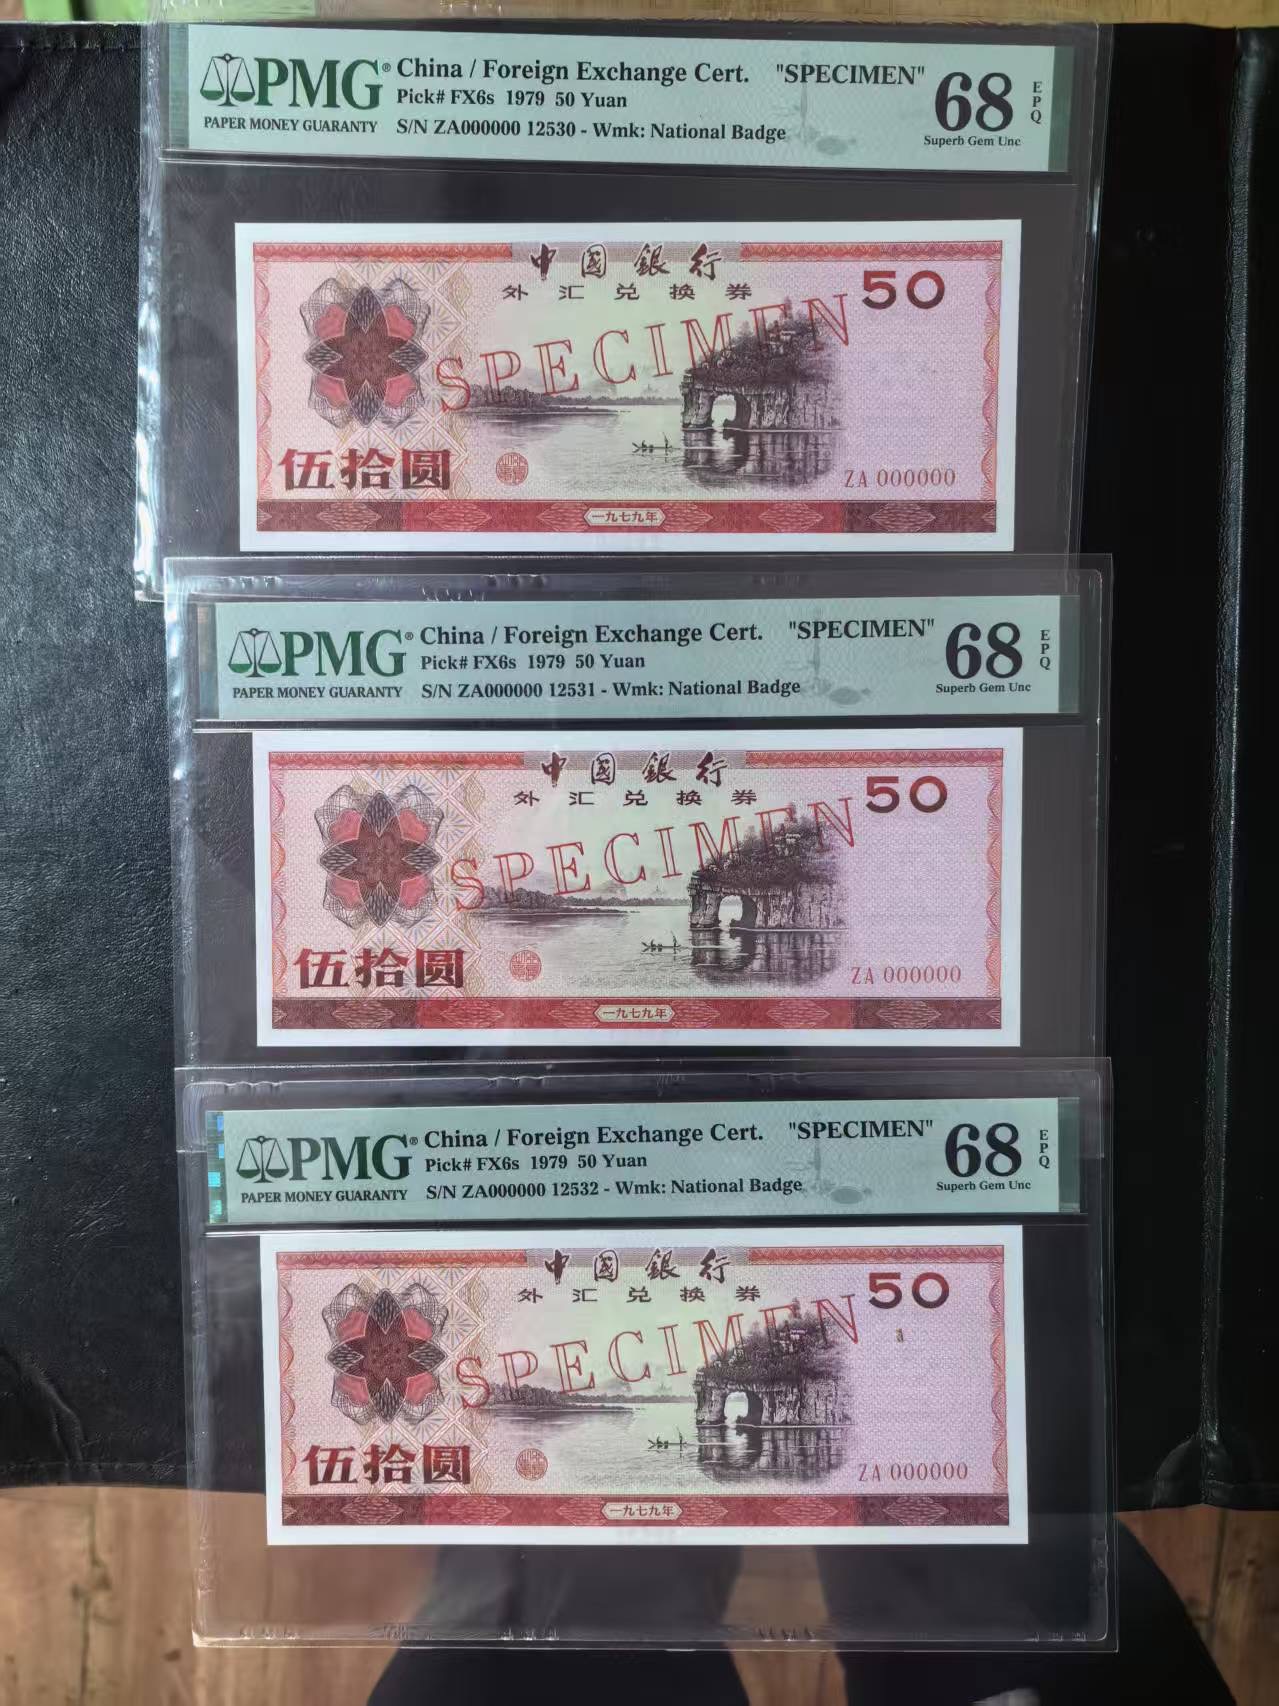 PMG® China / Foreign Exchange Cert. "SPECIMEN" 68 EPQ
Pick# FX6s 1979 50 Yuan
PAPER MONEY GUARANTY S/N ZA000000 12530 - Wmk: National Badge Superb Gem Unc
中國銀行
外汇兑换券
50
SPECIMEN
伍拾圆
ZA 000000
一九七九年
PMG® China / Foreign Exchange Cert. "SPECIMEN" 68 EPQ
Pick# FX6s 1979 50 Yuan
PAPER MONEY GUARANTY S/N ZA000000 12531 - Wmk: National Badge Superb Gem Unc
中國銀行
外汇兑换券
50
SPECIMEN
伍拾圆
ZA 000000
一九七九年
PMG® China / Foreign Exchange Cert. "SPECIMEN" 68 EPQ
Pick# FX6s 1979 50 Yuan
PAPER MONEY GUARANTY S/N ZA000000 12532 - Wmk: National Badge Superb Gem Unc
中國銀行
外汇兑换券
50
SPECIMEN
伍拾圆
ZA 000000
一九七九年